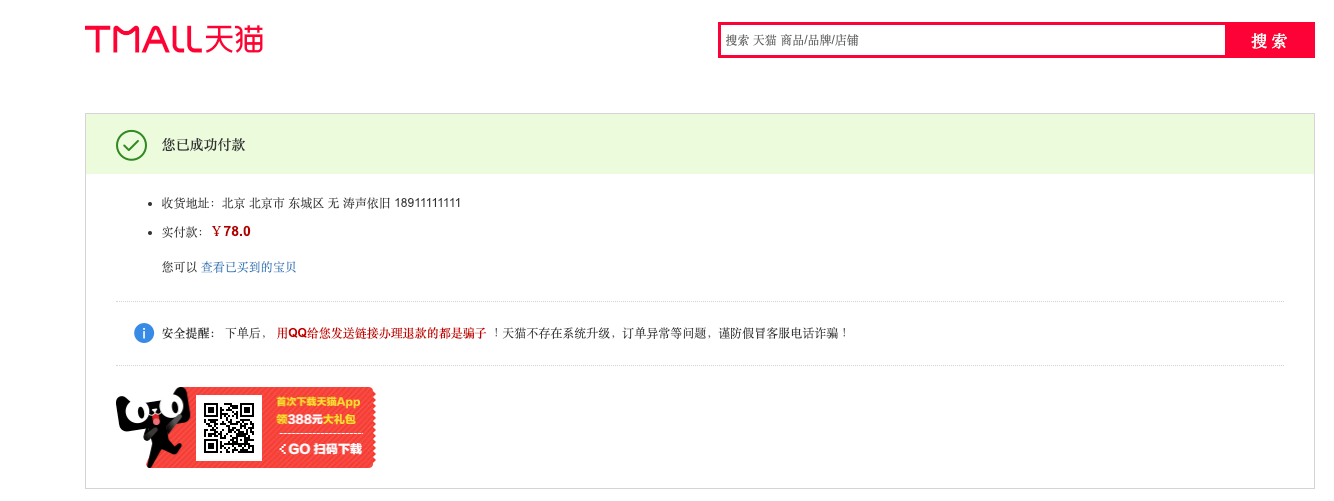 TMALL天猫
搜索 天猫 商品/品牌/店铺
搜 索
您已成功付款
收货地址：北京 北京市 东城区 无 涛声依旧 18911111111
实付款：￥78.0
您可以 查看已买到的宝贝
安全提醒： 下单后，用QQ给您发送链接办理退款的都是骗子！天猫不存在系统升级，订单异常等问题，谨防假冒客服电话诈骗！
首次下载天猫App
领388元大礼包
<GO 扫码下载